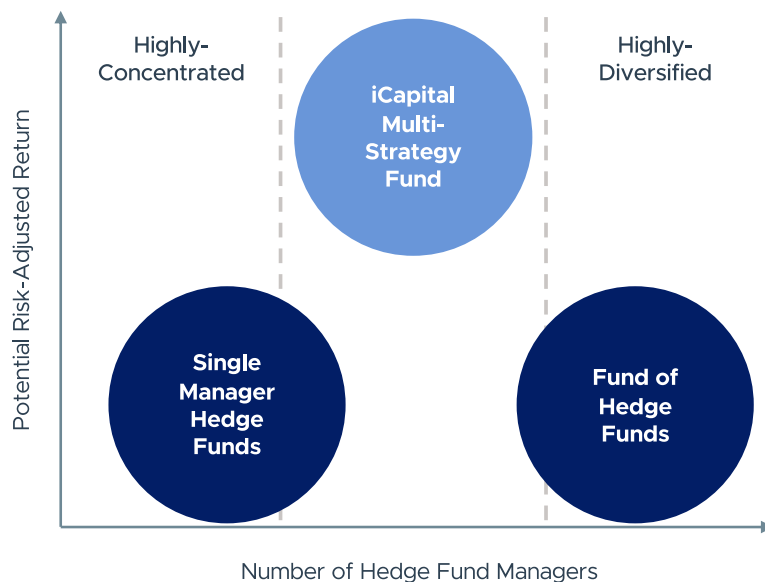 Highly-
Concentrated
Highly-
Diversified
iCapital
Multi-
Strategy
Fund
Potential Risk-Adjusted Return
Single
Manager
Hedge
Funds
Fund of
Hedge
Funds
Number of Hedge Fund Managers